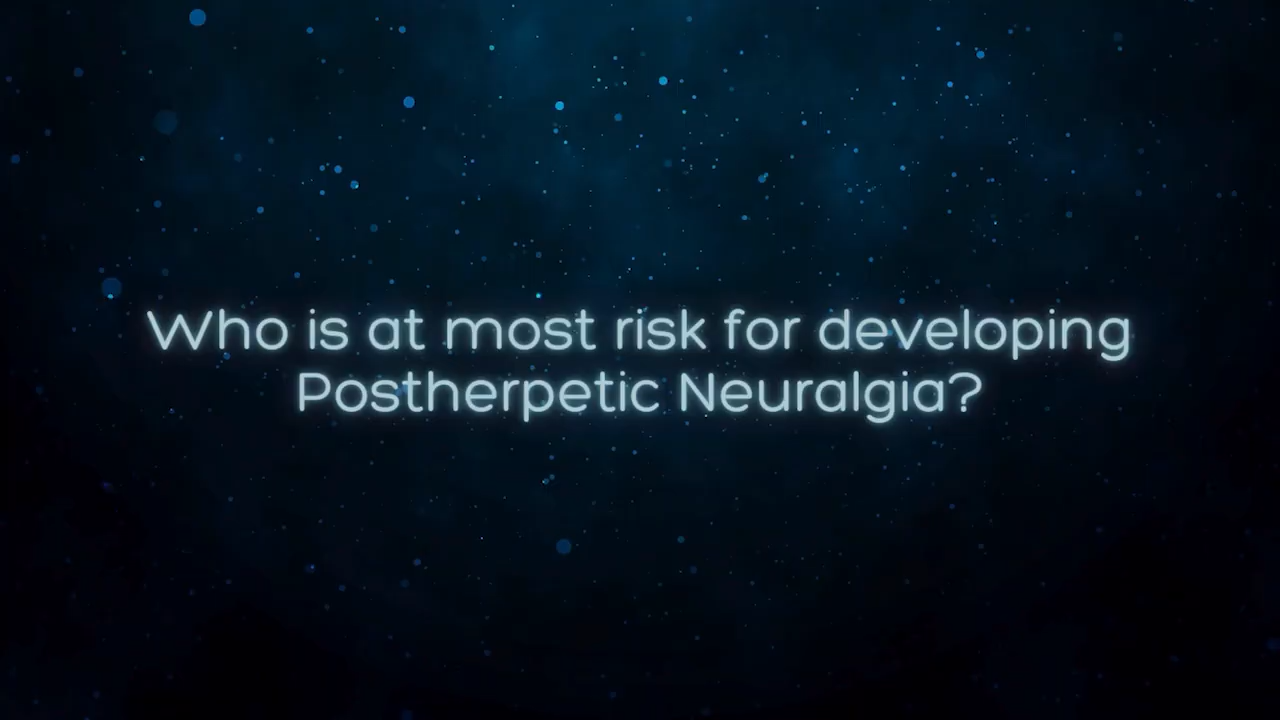 Who is at most risk for developing
Postherpetic Neuralgia?